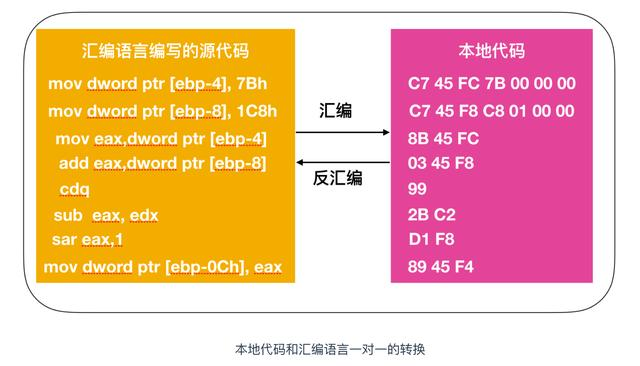 汇编语言编写的源代码
mov dword ptr [ebp-4], 7Bh
mov dword ptr [ebp-8], 1C8h
mov eax,dword ptr [ebp-4]
add eax,dword ptr [ebp-8]
cdq
sub eax, edx
sar eax,1
mov dword ptr [ebp-0Ch], eax
汇编
反汇编
本地代码
C7 45 FC 7B 00 00 00
C7 45 F8 C8 01 00 00
8B 45 FC
03 45 F8
99
2B C2
D1 F8
89 45 F4
本地代码和汇编语言一对一的转换